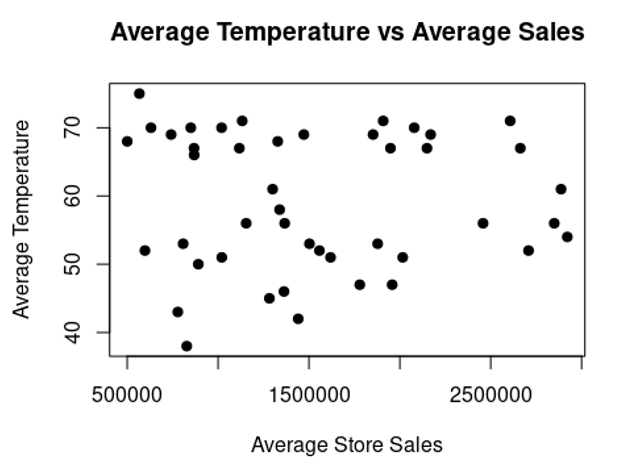 Average Temperature vs Average Sales
Average Temperature
70
60
50
40
500000 1500000 2500000
Average Store Sales